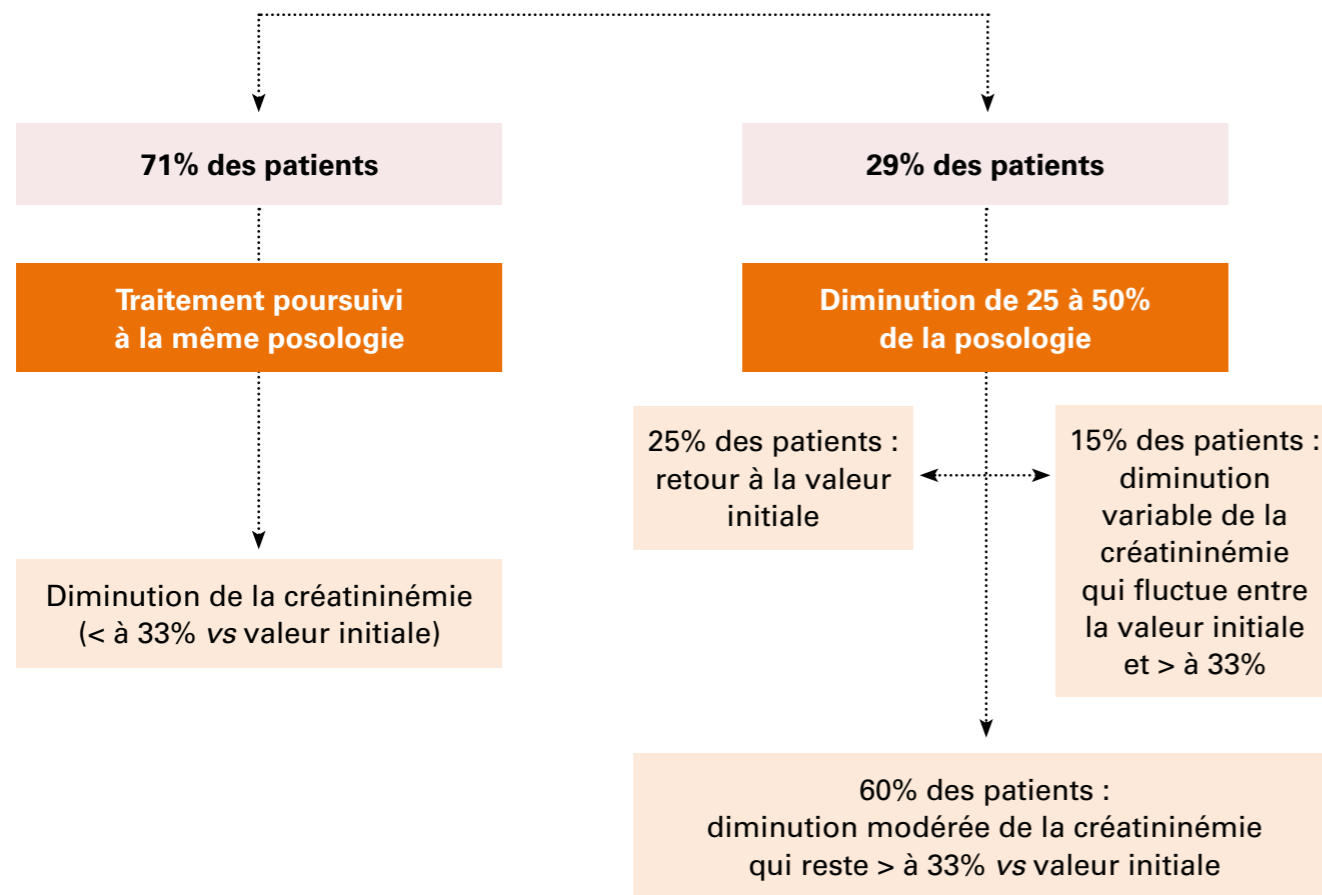 71% des patients
29% des patients
Traitement poursuivi
à la même posologie
Diminution de 25 à 50%
de la posologie
25% des patients :
retour à la valeur
initiale
15% des patients :
diminution
variable de la
créatininémie
qui fluctue entre
la valeur initiale
et > à 33%
Diminution de la créatininémie
(< à 33% vs valeur initiale)
60% des patients :
diminution modérée de la créatininémie
qui reste > à 33% vs valeur initiale